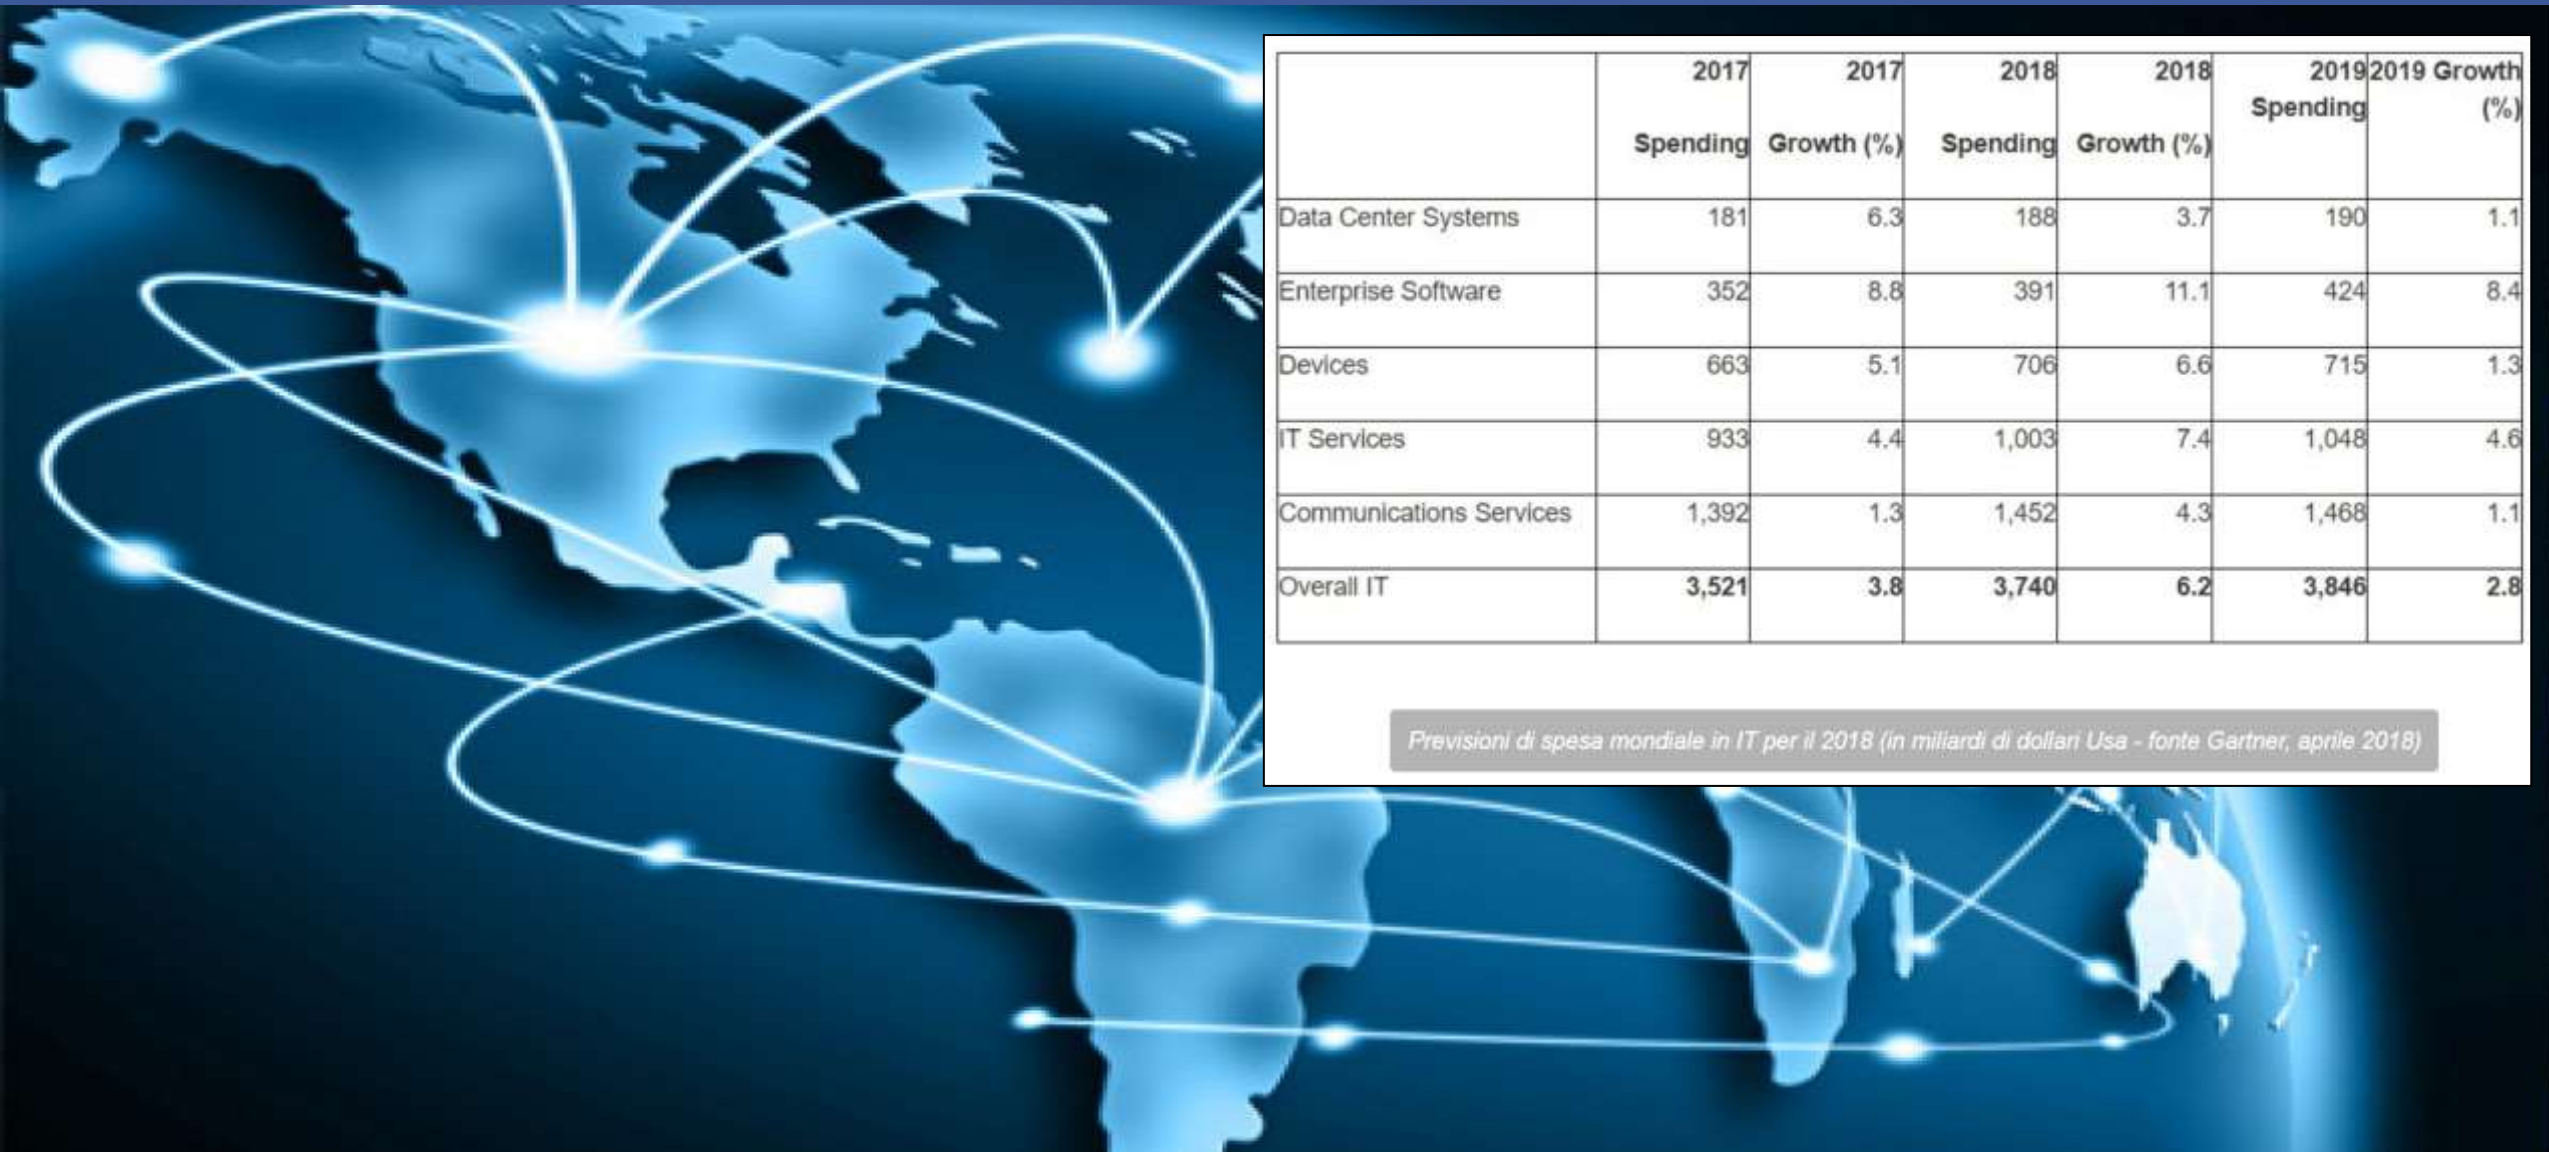 2017 Spending 2017 Growth (%) 2018 Spending 2018 Growth (%) 2019 Spending 2019 Growth (%)
Data Center Systems 181 6.3 188 3.7 190 1.1
Enterprise Software 352 8.8 391 11.1 424 8.4
Devices 663 5.1 706 6.6 715 1.3
IT Services 933 4.4 1,003 7.4 1,048 4.6
Communications Services 1,392 1.3 1,452 4.3 1,468 1.1
Overall IT 3,521 3.8 3,740 6.2 3,846 2.8
Previsioni di spesa mondiale in IT per il 2018 (in miliardi di dollari Usa - fonte Gartner, aprile 2018)